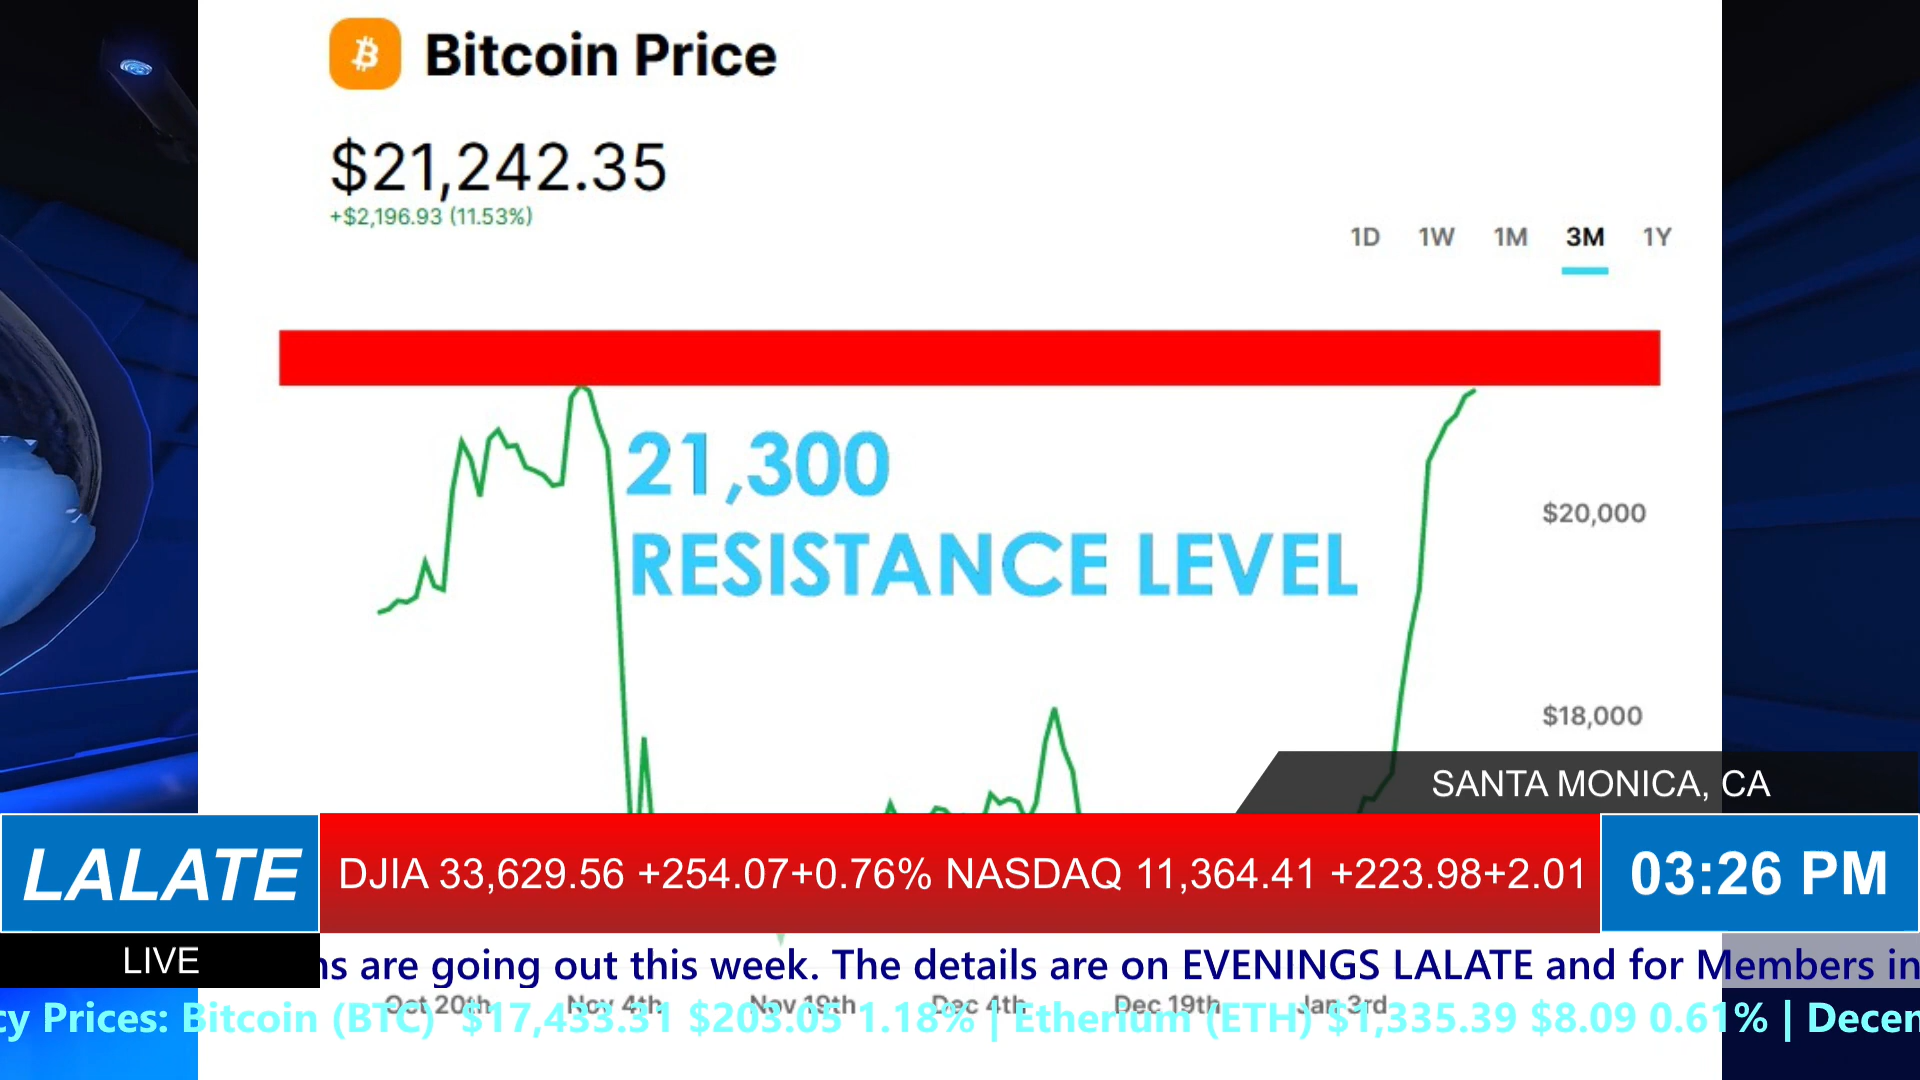 Bitcoin Price
$21,242.35
+$2,196.93 (11.53%)
1D 1W 1M 3M 1Y
21,300
RESISTANCE LEVEL
$20,000
$18,000
SANTA MONICA, CA
LALATE
DJIA 33,629.56 +254.07+0.76% NASDAQ 11,364.41 +223.98+2.01
03:26 PM
LIVE
are going out this week. The details are on EVENINGS LALATE and for Members in
Oct 20th Nov 4th Nov 19th Dec 4th Dec 19th Jan 3rd
cy Prices: Bitcoin (BTC) $17,433.31 $203.05 1.18% | Etherium (ETH) $1,335.39 $8.09 0.61% | Decem